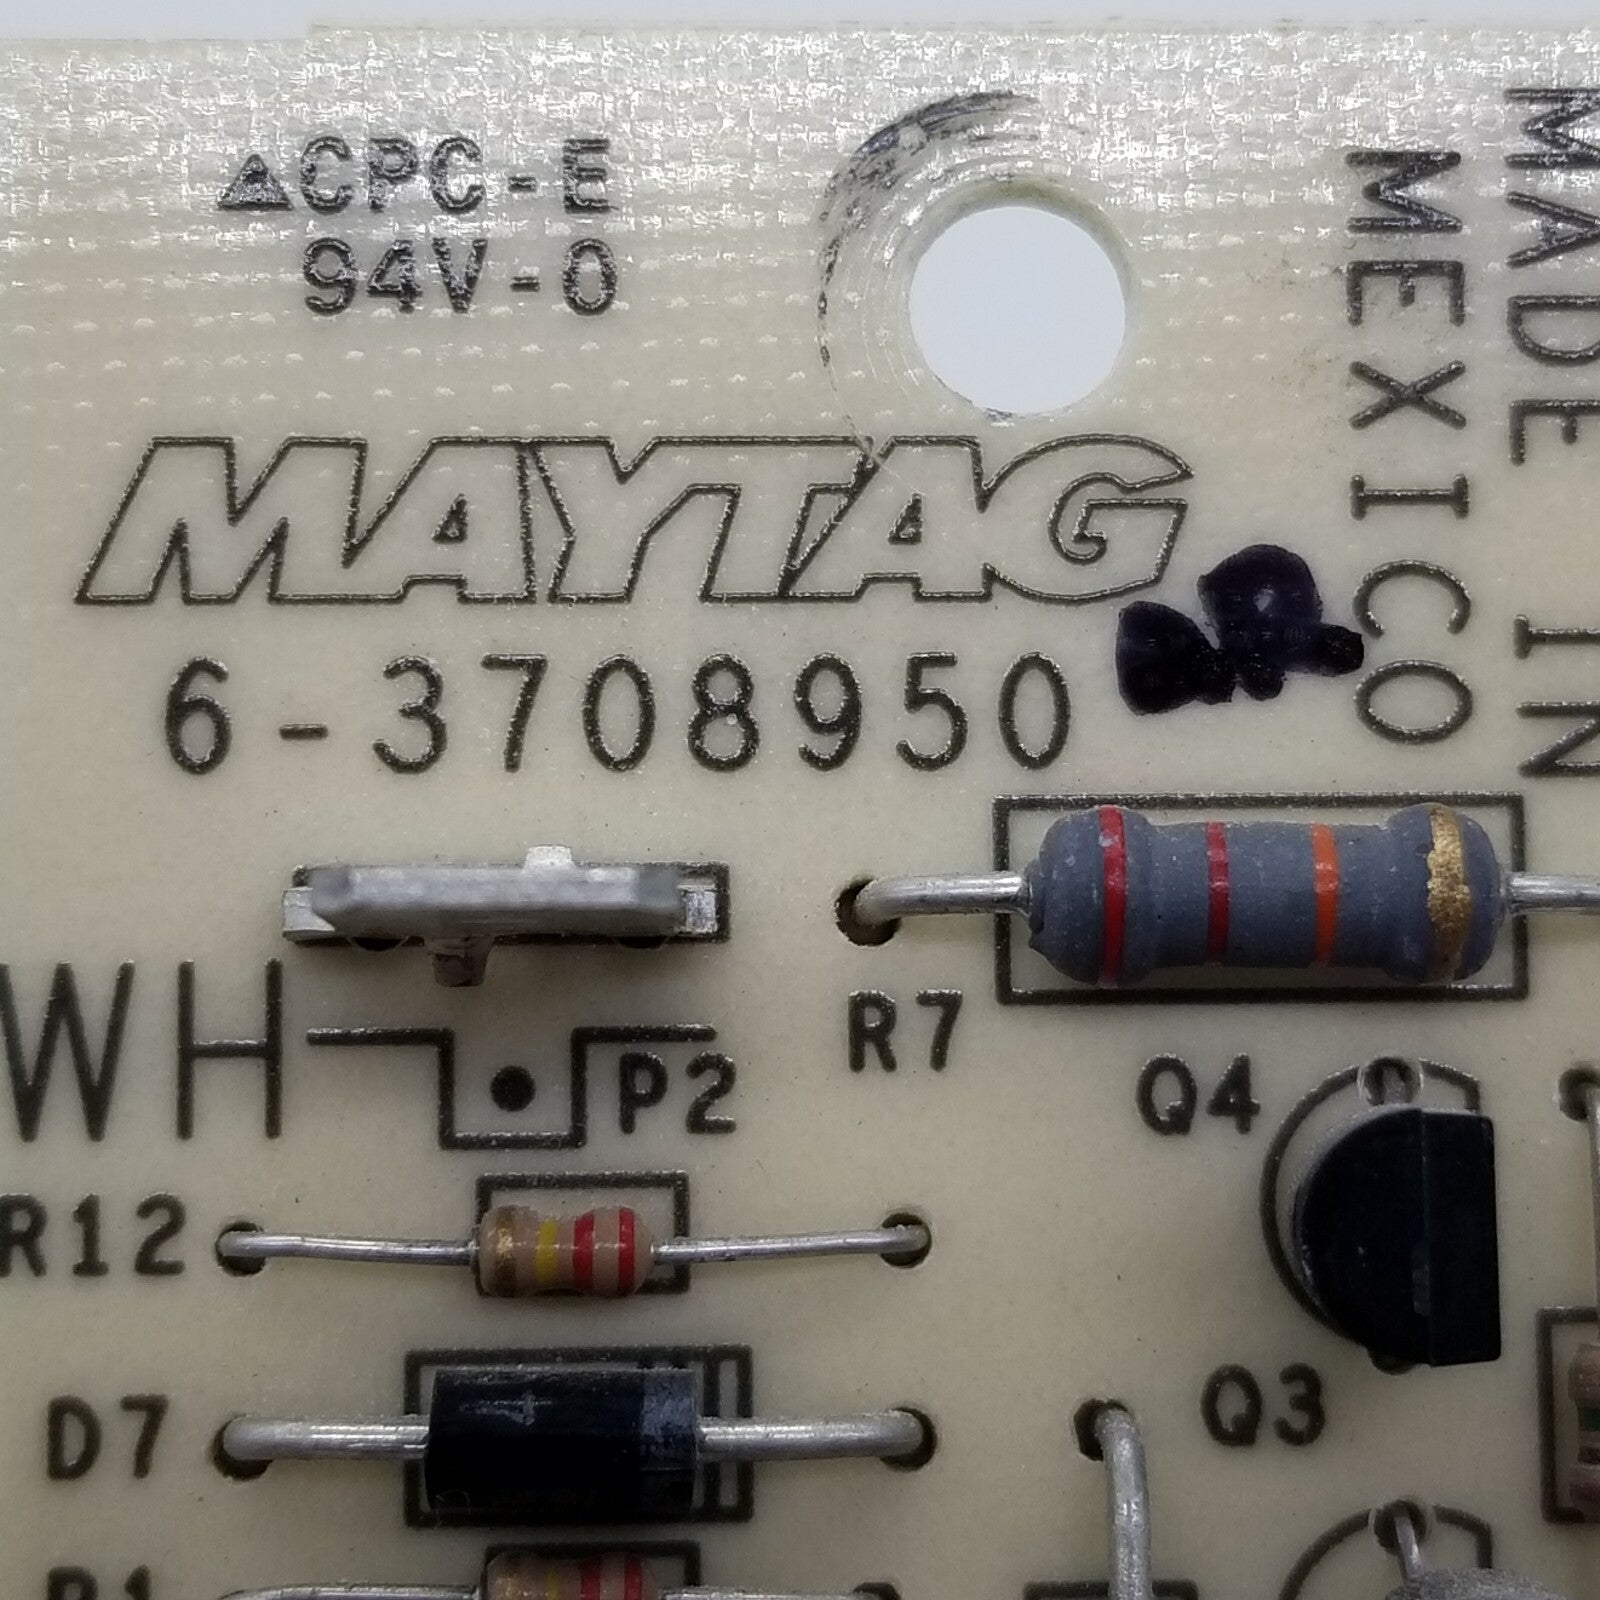 ▲CPC-E
94V-0
MAYTAG
6-3708950
MADE IN
MEXICO
R7
WH
P2
Q4
R12
Q3
D7